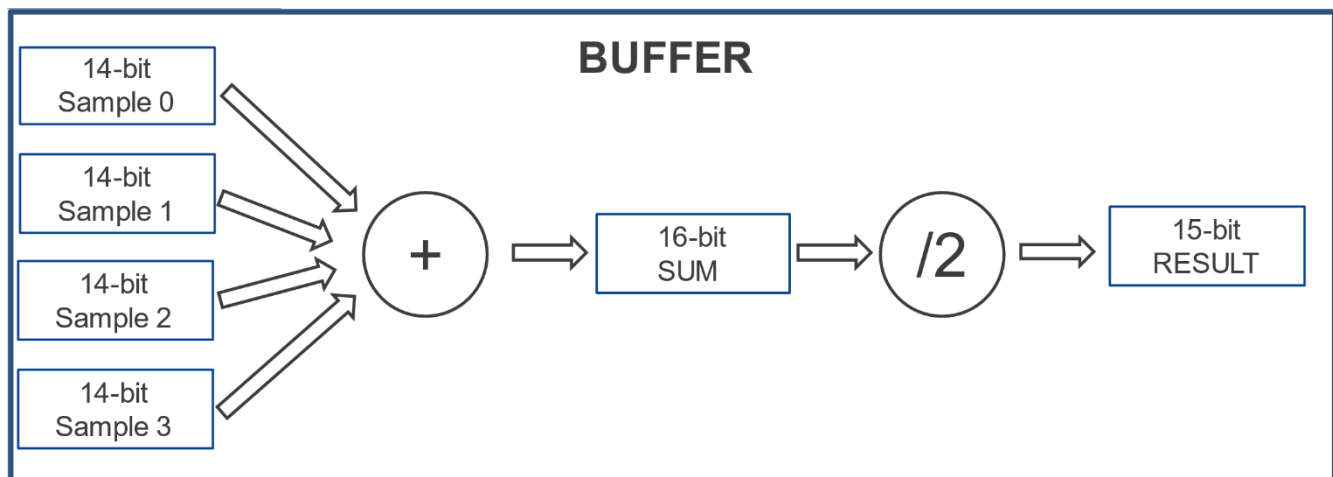 BUFFER
14-bit
Sample 0
14-bit
Sample 1
14-bit
Sample 2
14-bit
Sample 3
+
16-bit
SUM
/2
15-bit
RESULT